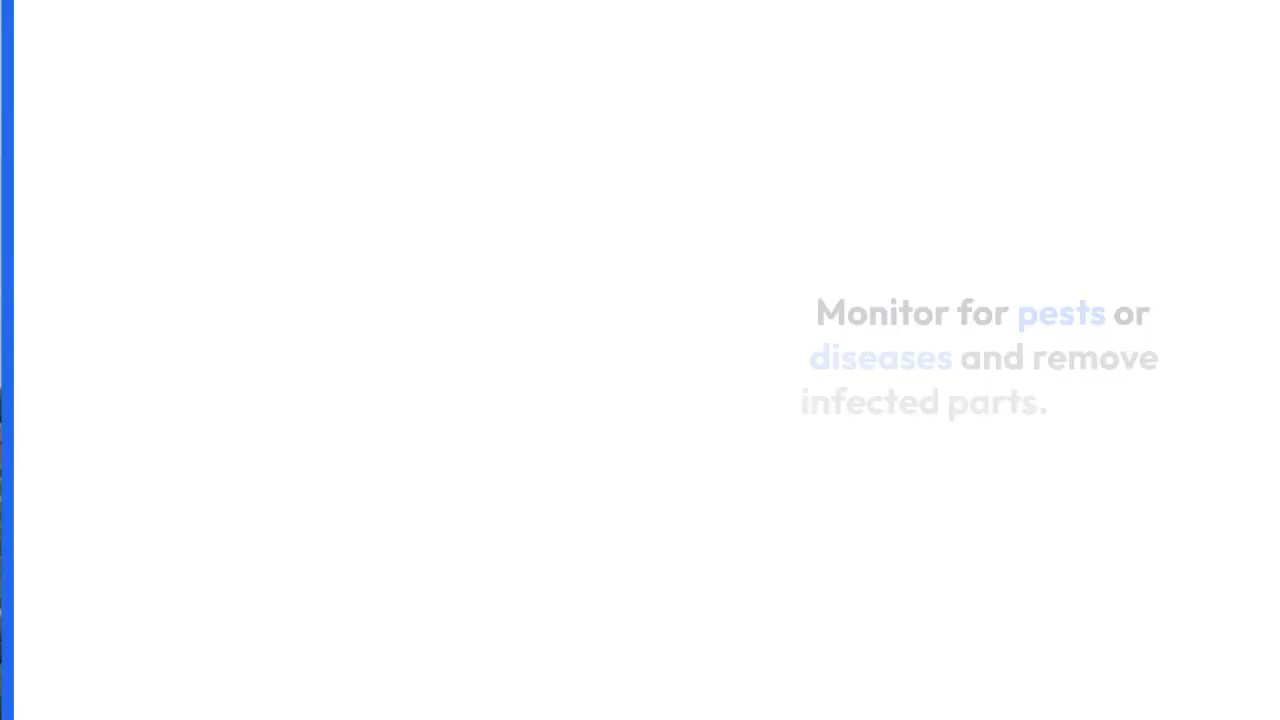 Monitor for pests or
diseases and remove
infected parts.